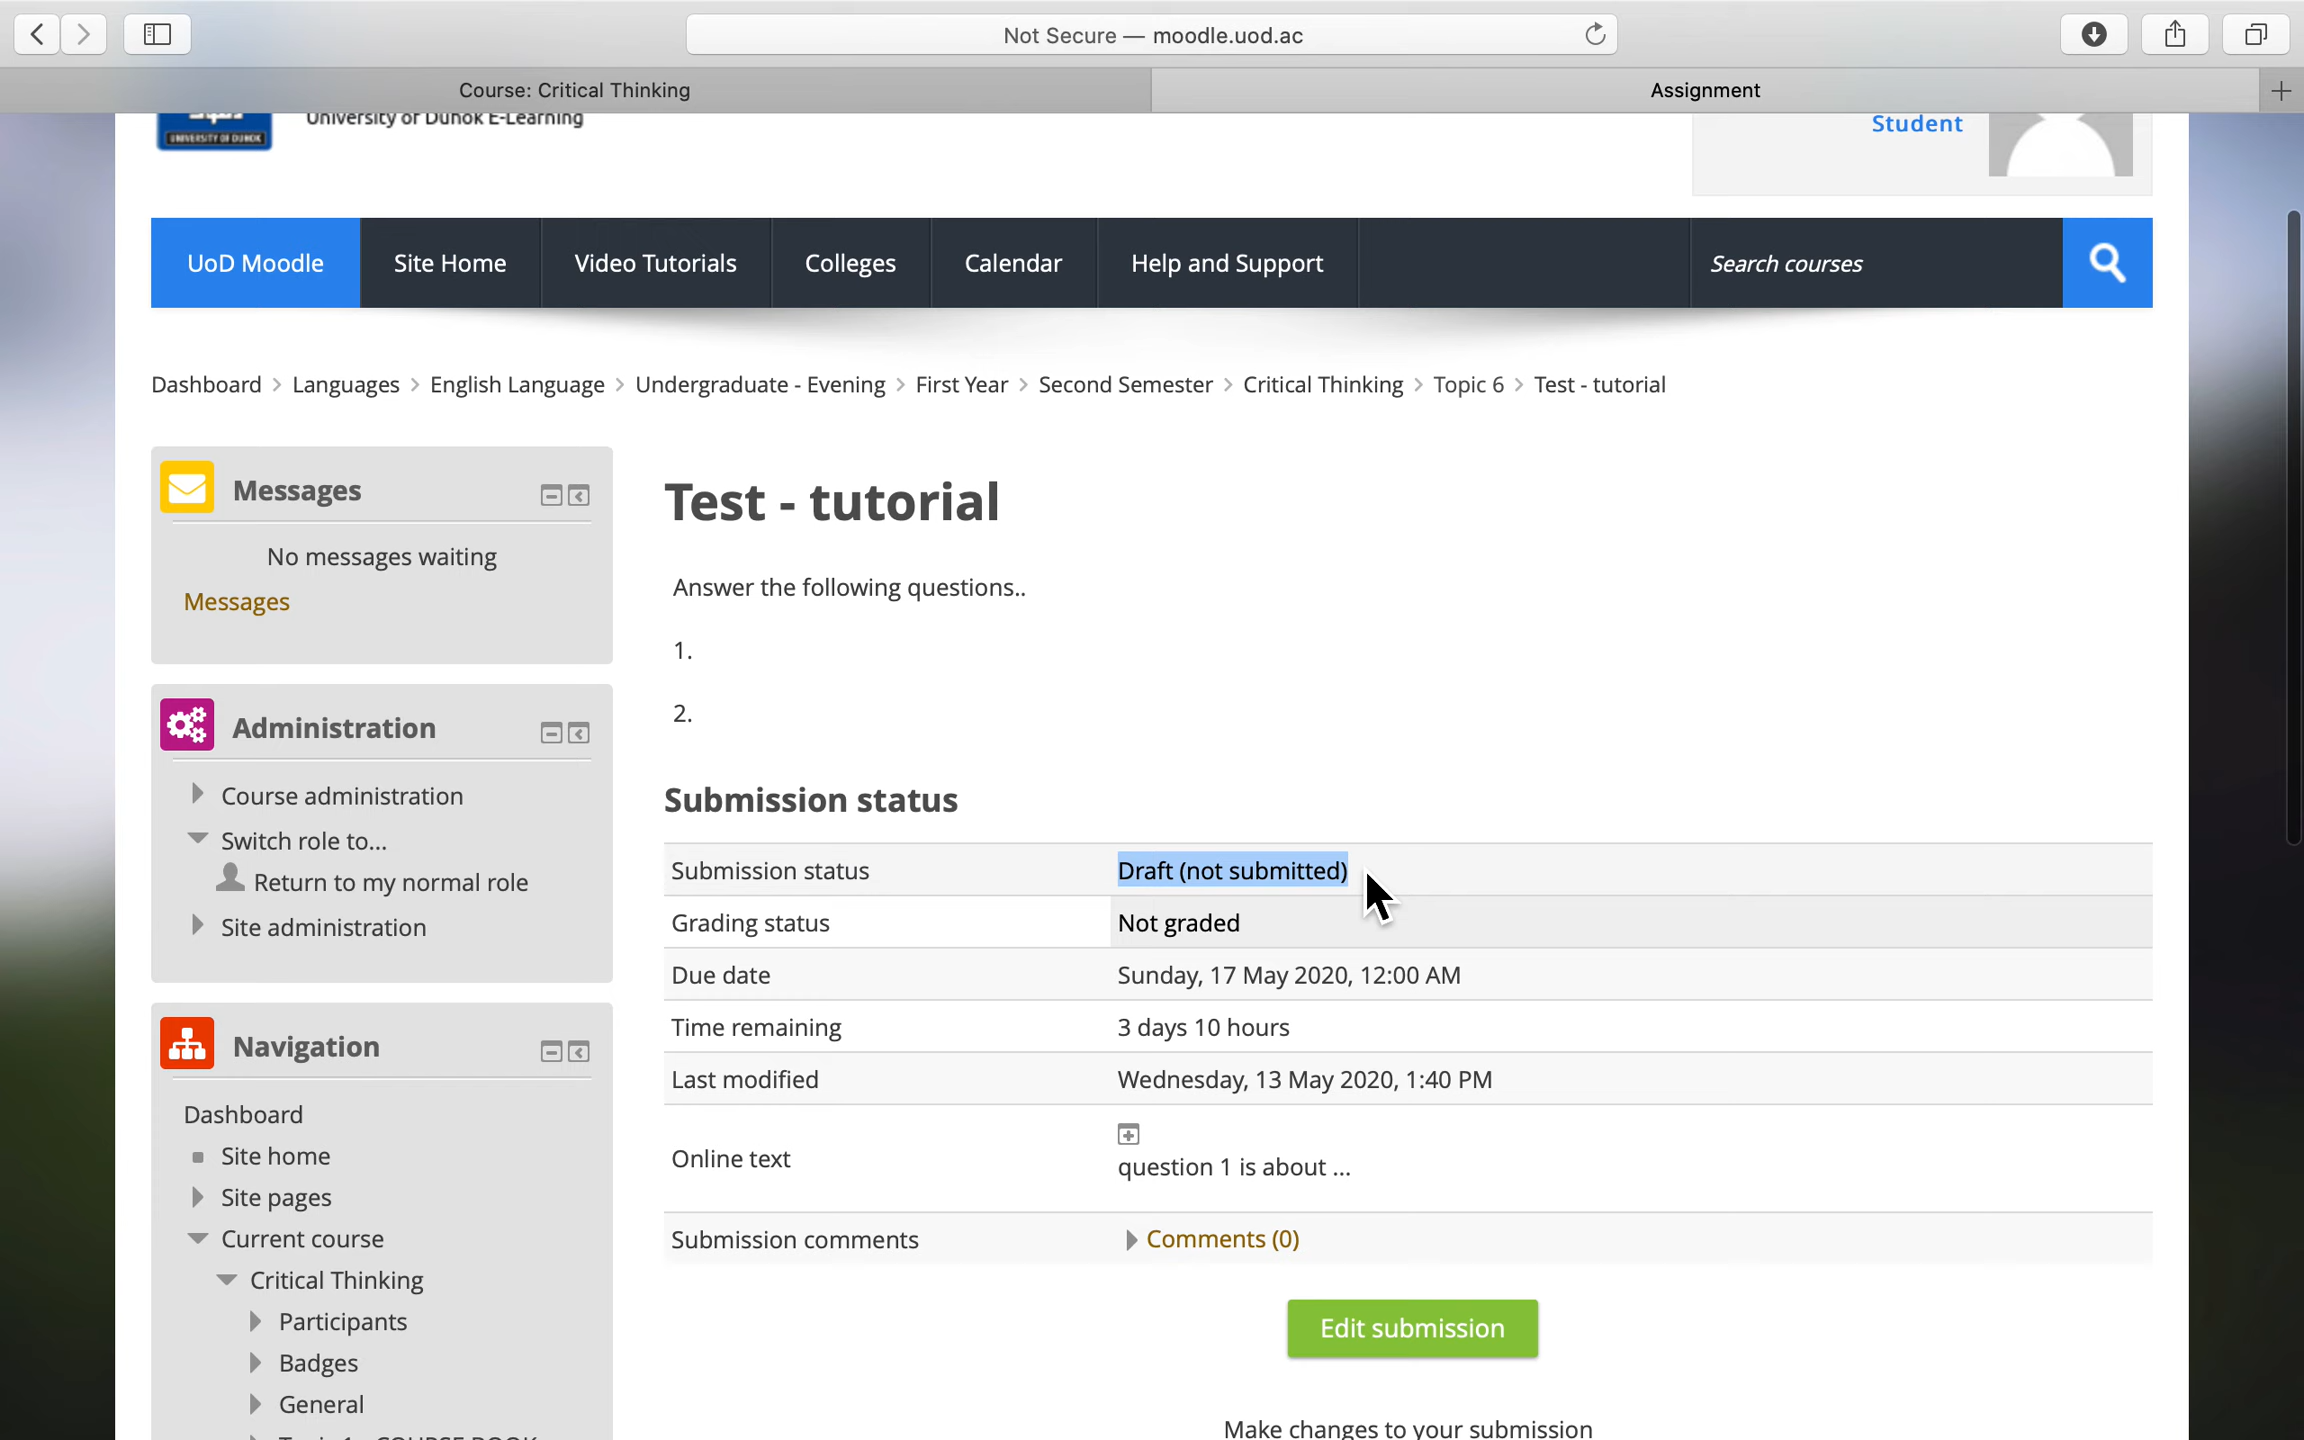 Not Secure — moodle.uod.ac
Course: Critical Thinking
Assignment
UNIVERSITY OF DUHOK
University of Duhok E-Learning
Student
UoD Moodle
Site Home
Video Tutorials
Colleges
Calendar
Help and Support
Search courses
Dashboard > Languages > English Language > Undergraduate - Evening > First Year > Second Semester > Critical Thinking > Topic 6 > Test - tutorial
Messages
No messages waiting
Messages
Administration
Course administration
Switch role to...
Return to my normal role
Site administration
Navigation
Dashboard
Site home
Site pages
Current course
Critical Thinking
Participants
Badges
General
Test - tutorial
Answer the following questions..
1.
2.
Submission status
Submission status Draft (not submitted)
Grading status Not graded
Due date Sunday, 17 May 2020, 12:00 AM
Time remaining 3 days 10 hours
Last modified Wednesday, 13 May 2020, 1:40 PM
Online text question 1 is about ...
Submission comments Comments (0)
Edit submission
Make changes to your submission